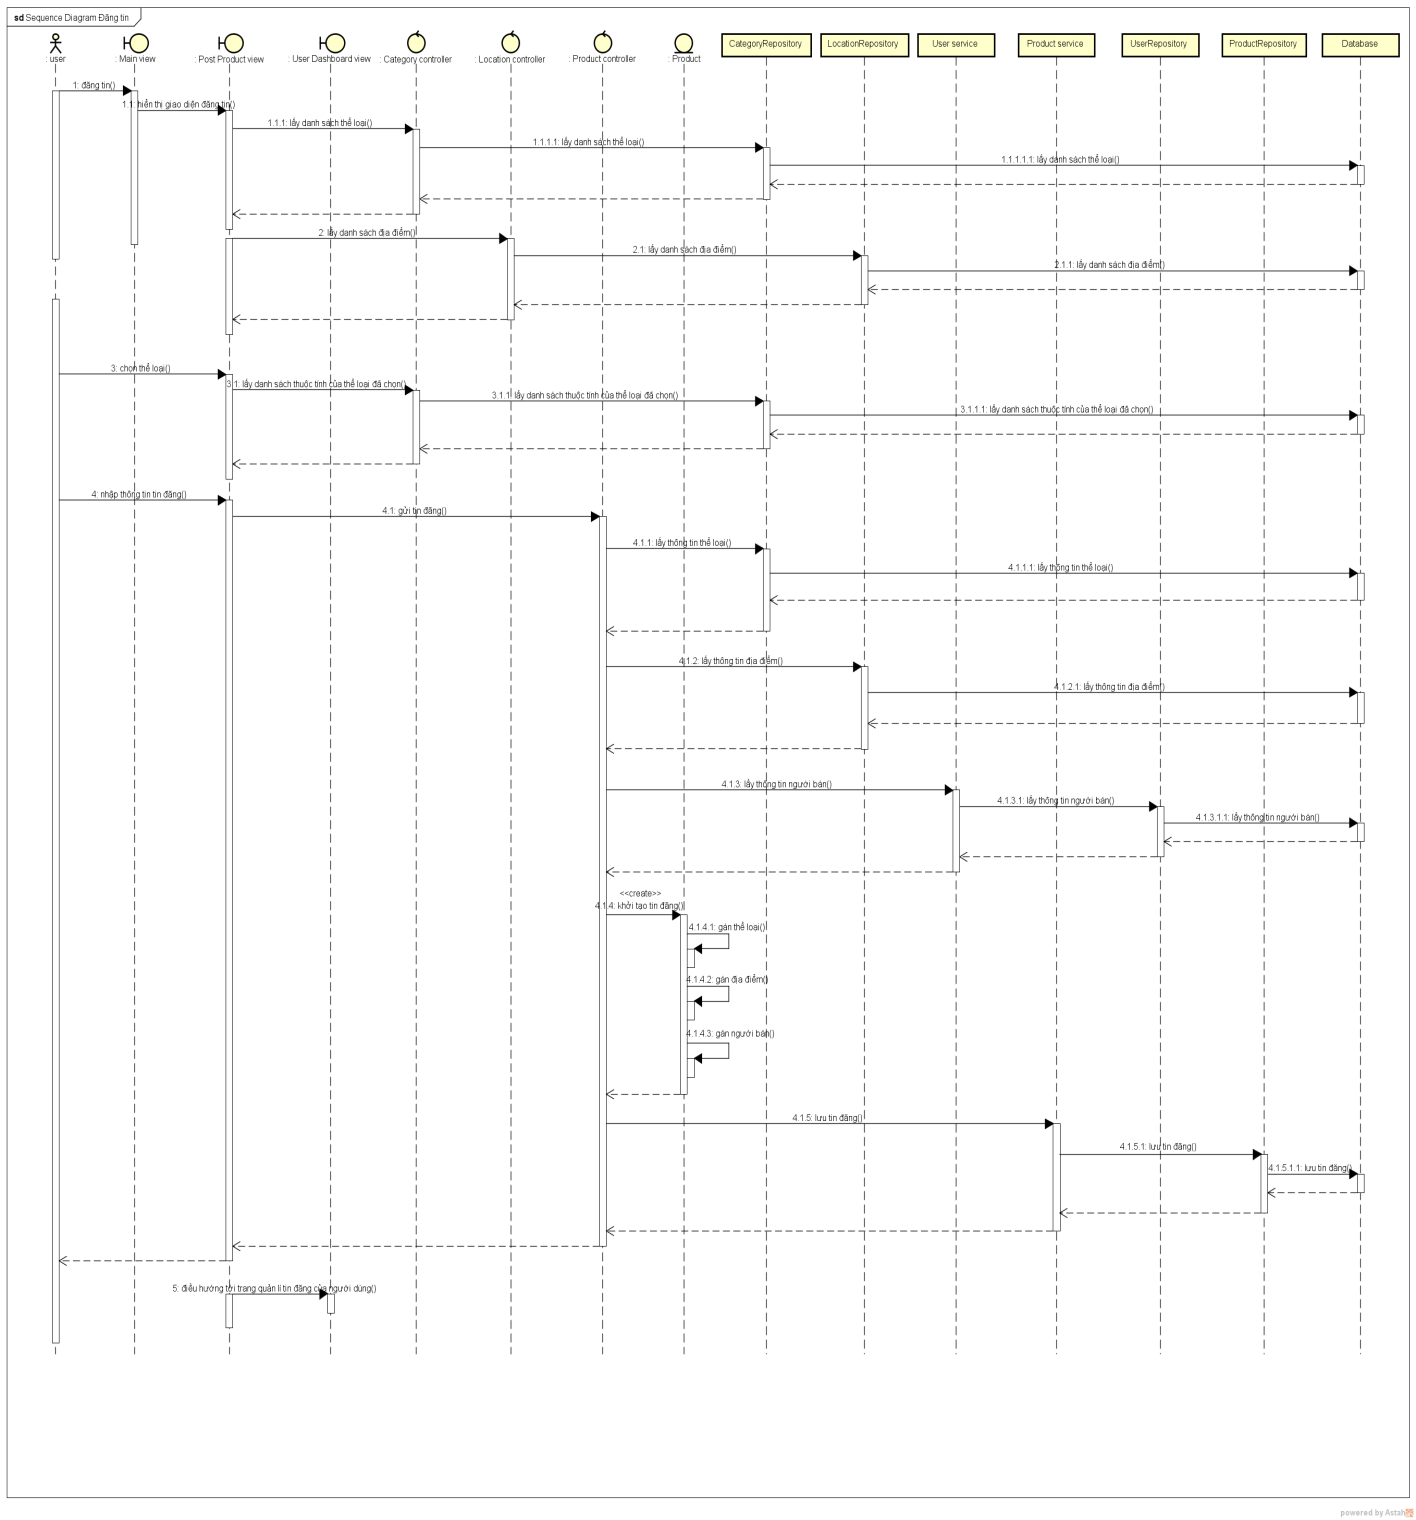 sd Sequence Diagram Đăng tin
: user
: Main view
: Post Product view
: User Dashboard view
: Category controller
: Location controller
: Product controller
: Product
CategoryRepository
LocationRepository
User service
Product service
UserRepository
ProductRepository
Database
1: đăng tin()
1.1: hiển thị giao diện đăng tin()
1.1.1: lấy danh sách thể loại()
1.1.1.1: lấy danh sách thể loại()
1.1.1.1.1: lấy danh sách thể loại()
2: lấy danh sách địa điểm()
2.1: lấy danh sách địa điểm()
2.1.1: lấy danh sách địa điểm()
3: chọn thể loại()
3.1: lấy danh sách thuộc tính của thể loại đã chọn()
3.1.1: lấy danh sách thuộc tính của thể loại đã chọn()
3.1.1.1: lấy danh sách thuộc tính của thể loại đã chọn()
4: nhập thông tin tin đăng()
4.1: gửi tin đăng()
4.1.1: lấy thông tin thể loại()
4.1.1.1: lấy thông tin thể loại()
4.1.2: lấy thông tin địa điểm()
4.1.2.1: lấy thông tin địa điểm()
4.1.3: lấy thông tin người bán()
4.1.3.1: lấy thông tin người bán()
4.1.3.1.1: lấy thông tin người bán()
<<create>>
4.1.4: khởi tạo tin đăng()
4.1.4.1: gán thể loại()
4.1.4.2: gán địa điểm()
4.1.4.3: gán người bán()
4.1.5: lưu tin đăng()
4.1.5.1: lưu tin đăng()
4.1.5.1.1: lưu tin đăng()
5: điều hướng tới trang quản lí tin đăng của người dùng()
powered by Astah